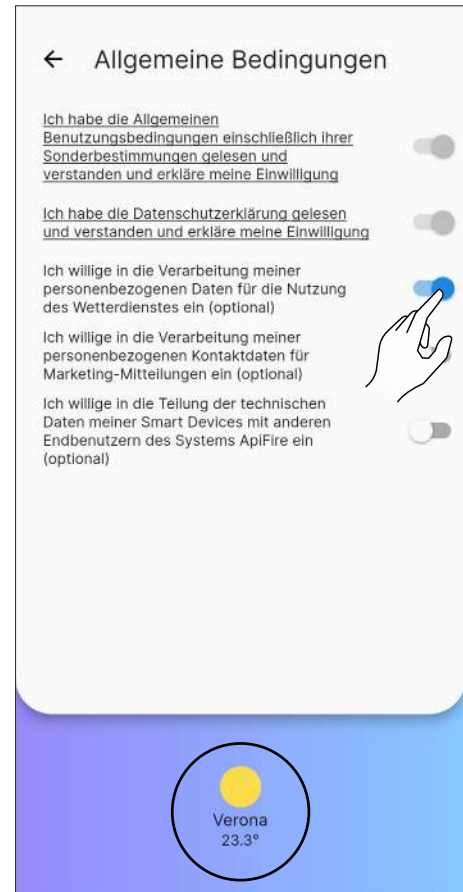 ← Allgemeine Bedingungen
Ich habe die Allgemeinen
Benutzungsbedingungen einschließlich ihrer
Sonderbestimmungen gelesen und
verstanden und erkläre meine Einwilligung
Ich habe die Datenschutzerklärung gelesen
und verstanden und erkläre meine Einwilligung
Ich willige in die Verarbeitung meiner
personenbezogenen Daten für die Nutzung
des Wetterdienstes ein (optional)
Ich willige in die Verarbeitung meiner
personenbezogenen Kontaktdaten für
Marketing-Mitteilungen ein (optional)
Ich willige in die Teilung der technischen
Daten meiner Smart Devices mit anderen
Endbenutzern des Systems ApiFire ein
(optional)
Verona
23.3°